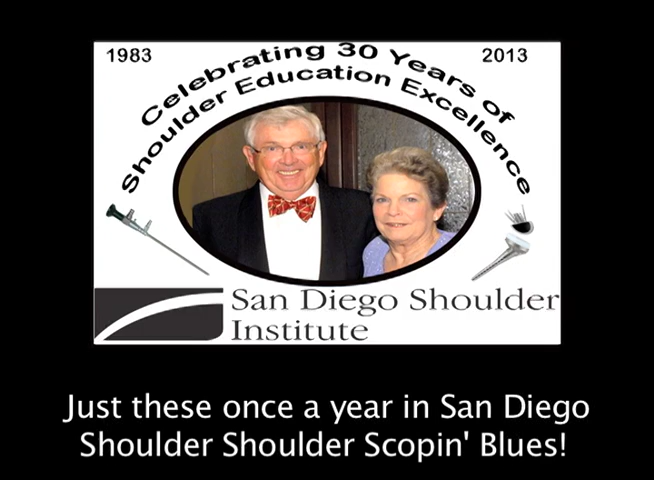 1983
2013
Celebrating 30 Years of
Shoulder Education Excellence
San Diego Shoulder
Institute
Just these once a year in San Diego
Shoulder Shoulder Scopin' Blues!